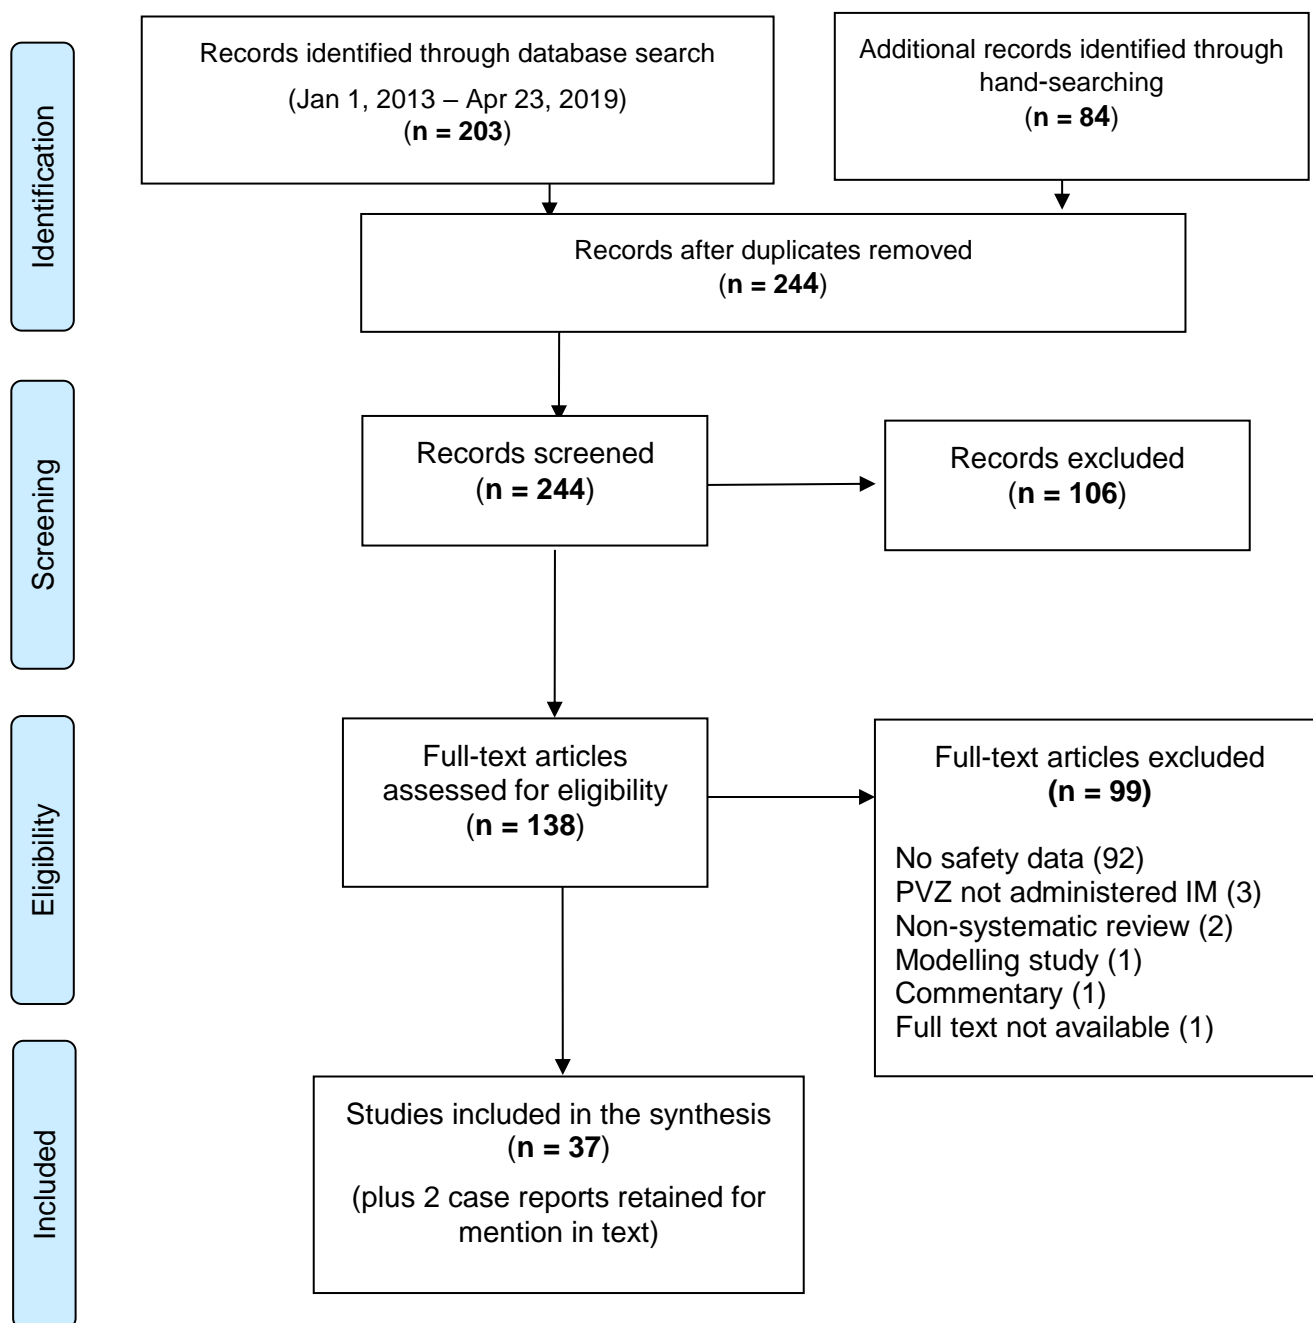 Identification
Records identified through database search
(Jan 1, 2013 – Apr 23, 2019)
(n = 203)
Additional records identified through
hand-searching
(n = 84)
Records after duplicates removed
(n = 244)
Screening
Records screened
(n = 244)
Records excluded
(n = 106)
Eligibility
Full-text articles
assessed for eligibility
(n = 138)
Full-text articles excluded
(n = 99)
No safety data (92)
PVZ not administered IM (3)
Non-systematic review (2)
Modelling study (1)
Commentary (1)
Full text not available (1)
Included
Studies included in the synthesis
(n = 37)
(plus 2 case reports retained for
mention in text)